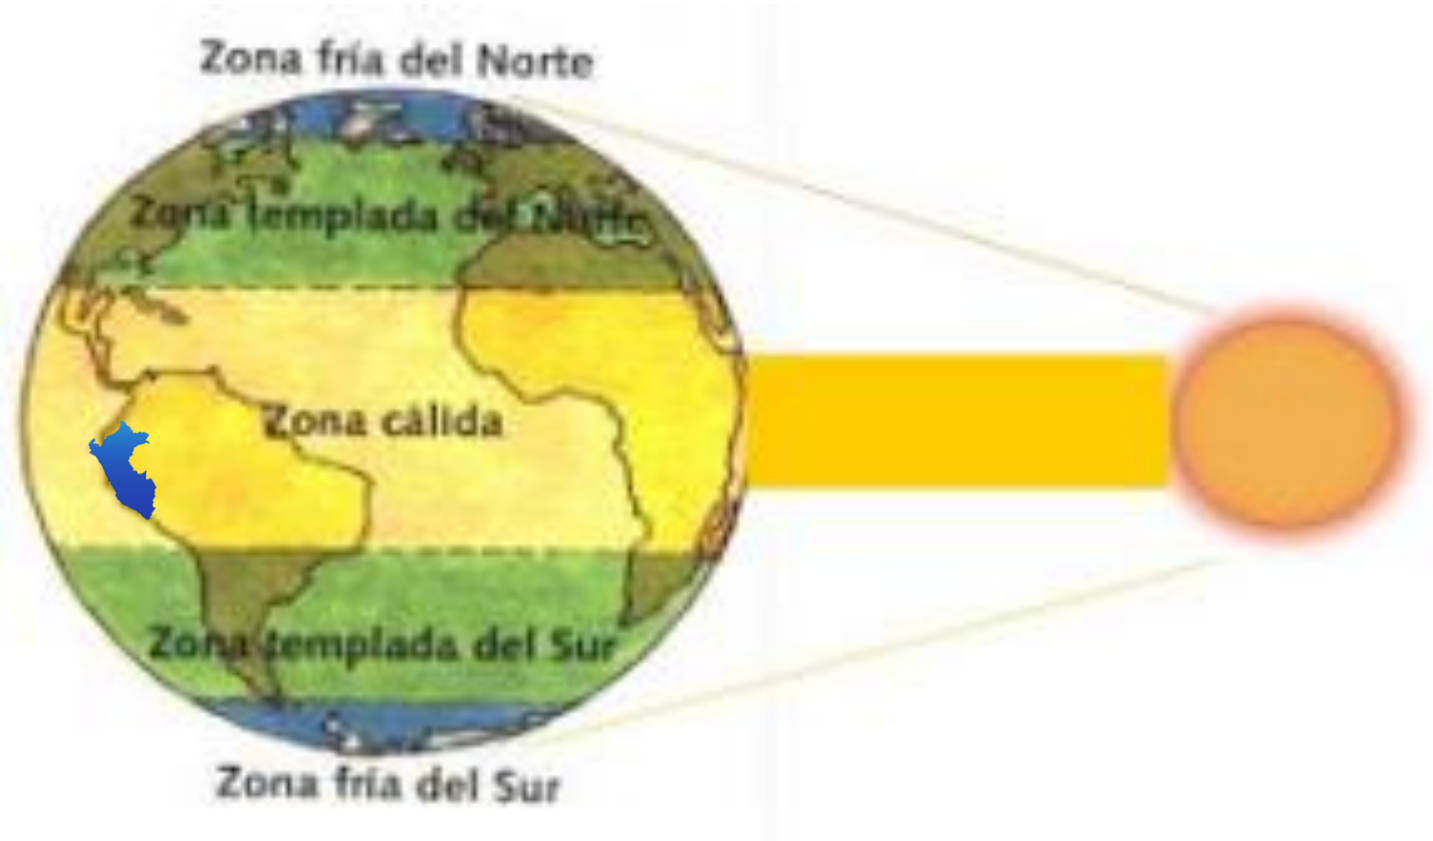 Zona fría del Norte
Zona templada del Norte
Zona cálida
Zona templada del Sur
Zona fría del Sur